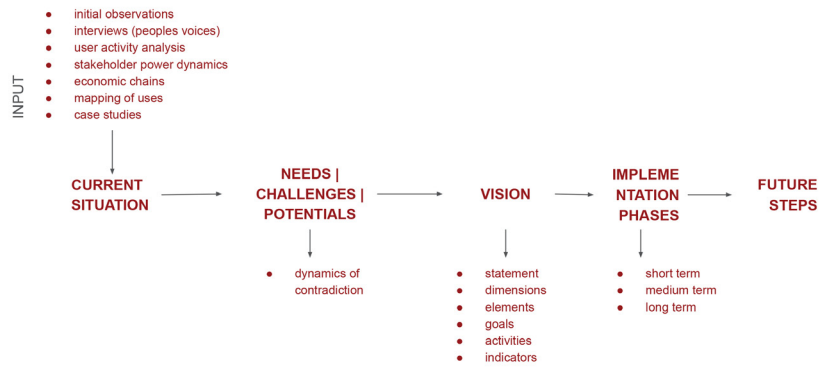 INPUT
● initial observations
● interviews (peoples voices)
● user activity analysis
● stakeholder power dynamics
● economic chains
● mapping of uses
● case studies
CURRENT
SITUATION
NEEDS |
CHALLENGES |
POTENTIALS
● dynamics of
contradiction
VISION
● statement
● dimensions
● elements
● goals
● activities
● indicators
IMPLEME
NTATION
PHASES
● short term
● medium term
● long term
FUTURE
STEPS